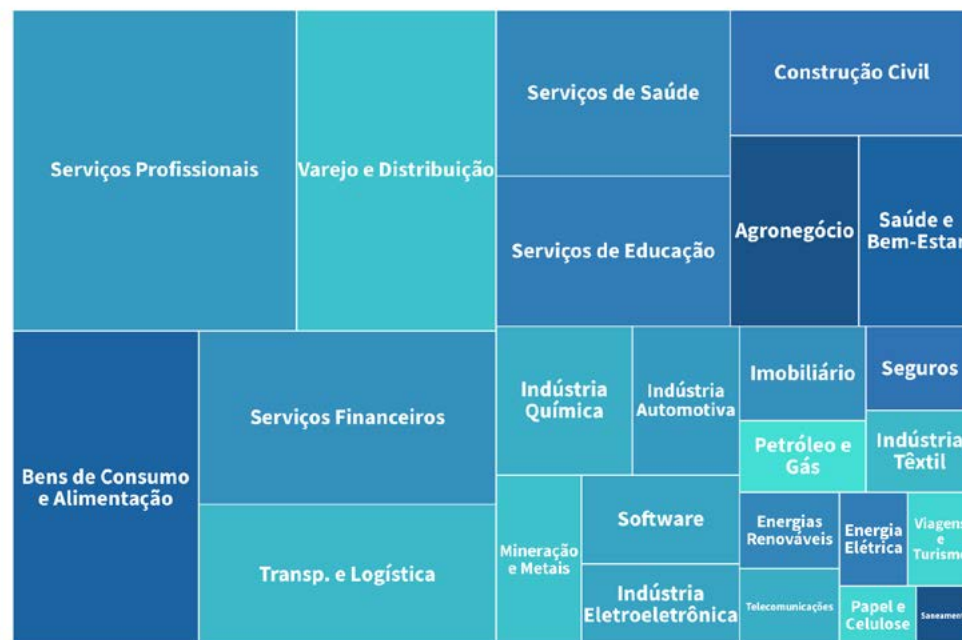 Serviços Profissionais
Varejo e Distribuição
Serviços de Saúde
Construção Civil
Serviços de Educação
Agronegócio
Saúde e
Bem-Estar
Bens de Consumo
e Alimentação
Serviços Financeiros
Transp. e Logística
Indústria
Química
Indústria
Automotiva
Imobiliário
Seguros
Petróleo e
Gás
Indústria
Têxtil
Mineração
e Metais
Software
Indústria
Eletroeletrônica
Energias
Renováveis
Energia
Elétrica
Viagens
e
Turismo
Telecomunicações
Papel e
Celulose
Saneament